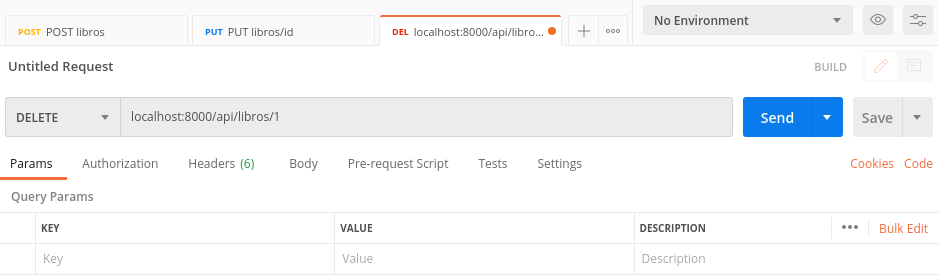 POST POST libros PUT PUT libros/id DEL localhost:8000/api/libro... No Environment
Untitled Request BUILD
DELETE localhost:8000/api/libros/1 Send Save
Params Authorization Headers (6) Body Pre-request Script Tests Settings Cookies Code
Query Params
KEY VALUE DESCRIPTION Bulk Edit
Key Value Description